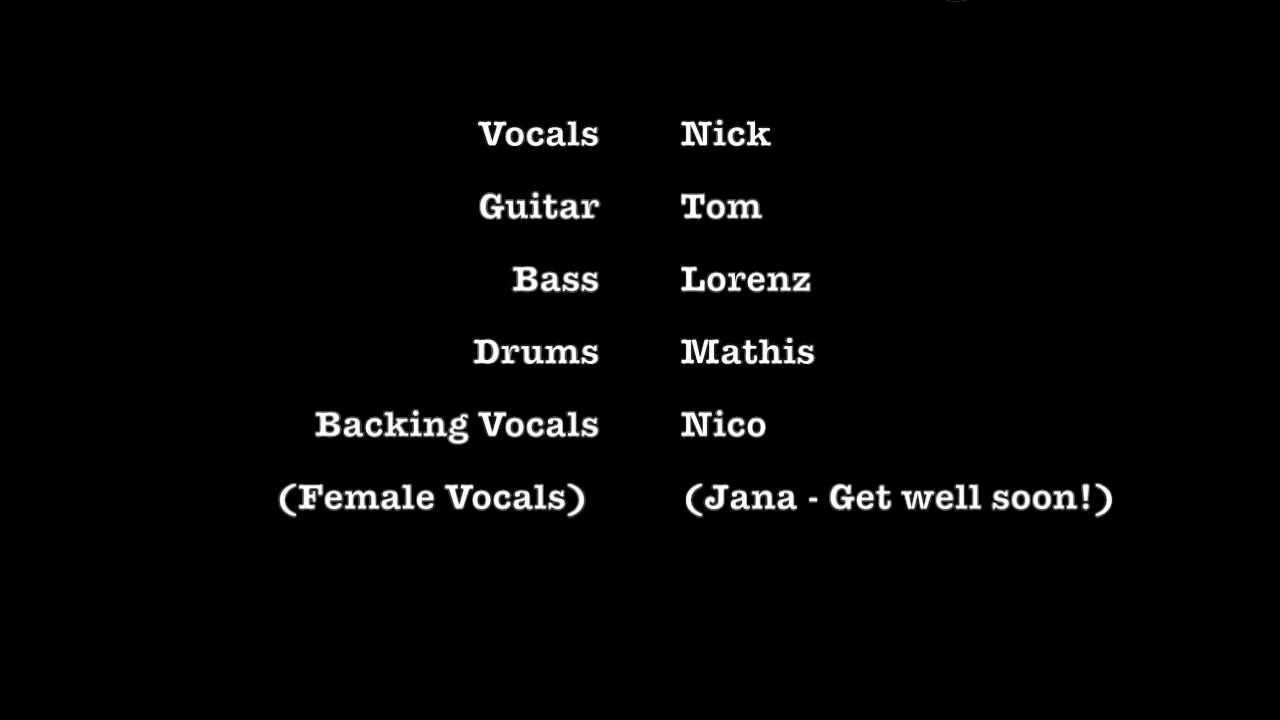 Vocals Nick
Guitar Tom
Bass Lorenz
Drums Mathis
Backing Vocals Nico
(Female Vocals) (Jana - Get well soon!)